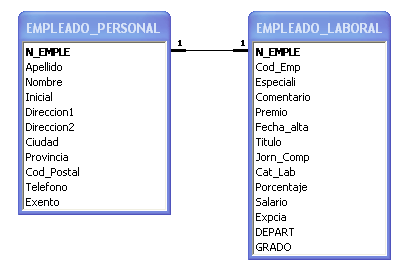 EMPLEADO_PERSONAL
N_EMPLE
Apellido
Nombre
Inicial
Direccion1
Direccion2
Ciudad
Provincia
Cod_Postal
Telefono
Exento
1 1
EMPLEADO_LABORAL
N_EMPLE
Cod_Emp
Especiali
Comentario
Premio
Fecha_alta
Titulo
Jorn_Comp
Cat_Lab
Porcentaje
Salario
Expcia
DEPART
GRADO